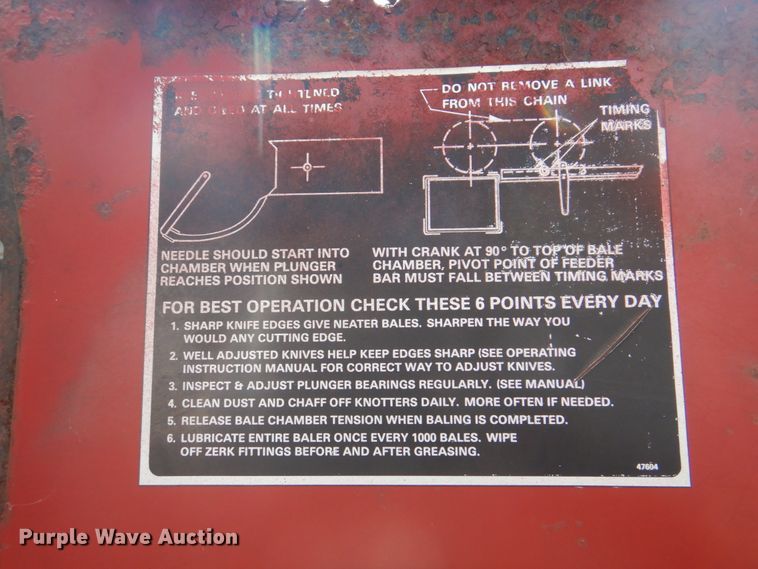 TIGHTENED
AND AT ALL TIMES
DO NOT REMOVE A LINK
FROM THIS CHAIN
TIMING
MARKS
NEEDLE SHOULD START INTO
CHAMBER WHEN PLUNGER
REACHES POSITION SHOWN
WITH CRANK AT 90° TO TOP OF BALE
CHAMBER, PIVOT POINT OF FEEDER
BAR MUST FALL BETWEEN TIMING MARKS
FOR BEST OPERATION CHECK THESE 6 POINTS EVERY DAY
1. SHARP KNIFE EDGES GIVE NEATER BALES. SHARPEN THE WAY YOU
WOULD ANY CUTTING EDGE.
2. WELL ADJUSTED KNIVES HELP KEEP EDGES SHARP (SEE OPERATING
INSTRUCTION MANUAL FOR CORRECT WAY TO ADJUST KNIVES.
3. INSPECT & ADJUST PLUNGER BEARINGS REGULARLY. (SEE MANUAL)
4. CLEAN DUST AND CHAFF OFF KNOTTERS DAILY. MORE OFTEN IF NEEDED.
5. RELEASE BALE CHAMBER TENSION WHEN BALING IS COMPLETED.
6. LUBRICATE ENTIRE BALER ONCE EVERY 1000 BALES. WIPE
OFF ZERK FITTINGS BEFORE AND AFTER GREASING.
47604
Purple Wave Auction®